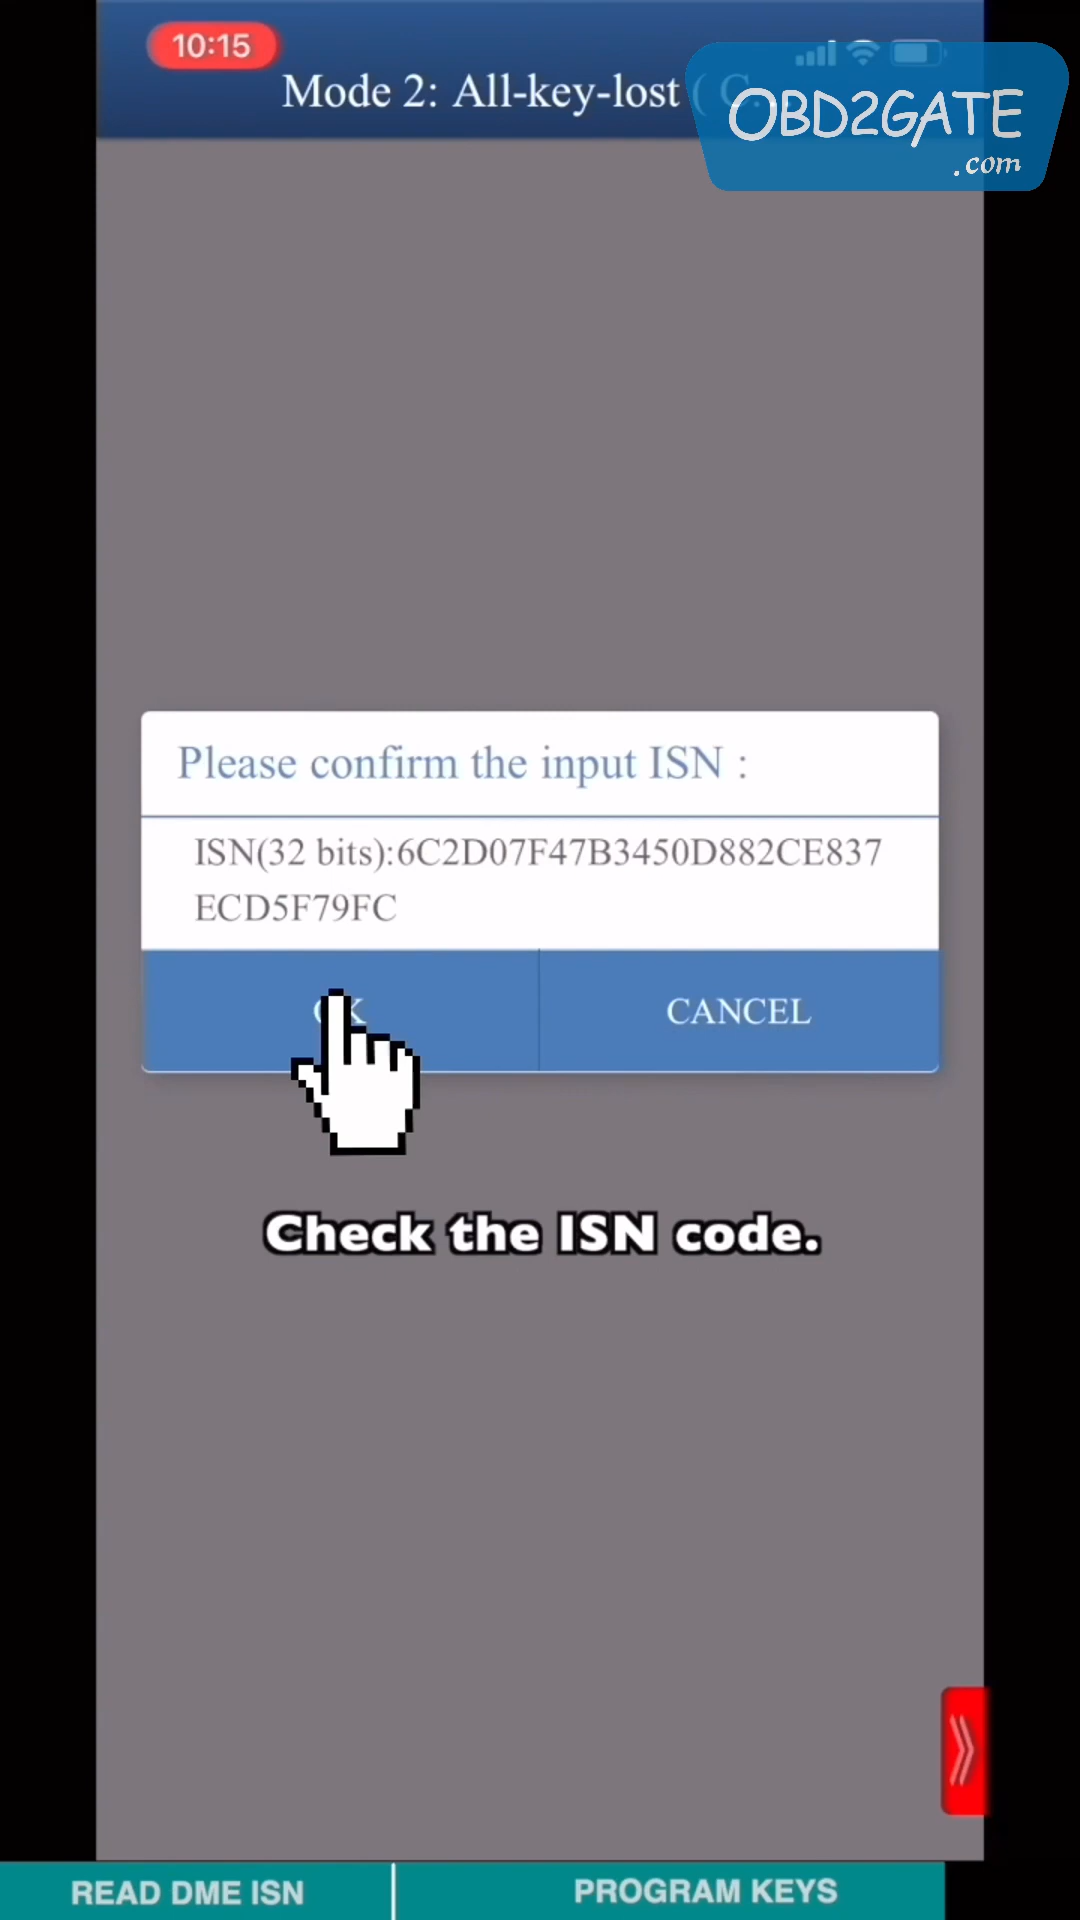 10:15
Mode 2: All-key-lost ( C...
OBD2GATE
.com
Please confirm the input ISN :
ISN(32 bits):6C2D07F47B3450D882CE837
ECD5F79FC
OK
CANCEL
Check the ISN code.
READ DME ISN
PROGRAM KEYS